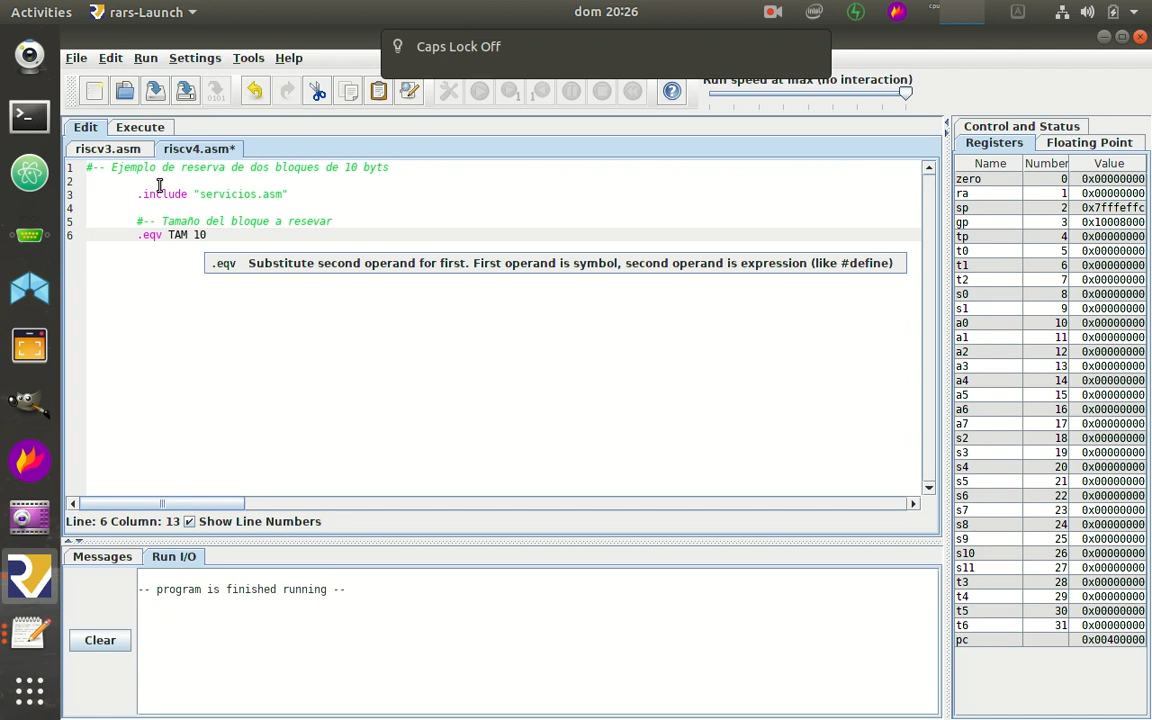 Activities rars-Launch dom 20:26 cpu A
Caps Lock Off
File Edit Run Settings Tools Help
Run speed at max (no interaction)
0101 1 1 ?
Edit Execute
riscv3.asm riscv4.asm*
1 #-- Ejemplo de reserva de dos bloques de 10 byts
2
3 .include "servicios.asm"
4
5 #-- Tamaño del bloque a resevar
6 .eqv TAM 10
.eqv Substitute second operand for first. First operand is symbol, second operand is expression (like #define)
Line: 6 Column: 13 Show Line Numbers
Messages Run I/O
-- program is finished running --
Clear
Control and Status
Registers Floating Point
Name Number Value
zero 0 0x00000000
ra 1 0x00000000
sp 2 0x7fffeffc
gp 3 0x10008000
tp 4 0x00000000
t0 5 0x00000000
t1 6 0x00000000
t2 7 0x00000000
s0 8 0x00000000
s1 9 0x00000000
a0 10 0x00000000
a1 11 0x00000000
a2 12 0x00000000
a3 13 0x00000000
a4 14 0x00000000
a5 15 0x00000000
a6 16 0x00000000
a7 17 0x00000000
s2 18 0x00000000
s3 19 0x00000000
s4 20 0x00000000
s5 21 0x00000000
s6 22 0x00000000
s7 23 0x00000000
s8 24 0x00000000
s9 25 0x00000000
s10 26 0x00000000
s11 27 0x00000000
t3 28 0x00000000
t4 29 0x00000000
t5 30 0x00000000
t6 31 0x00000000
pc 0x00400000